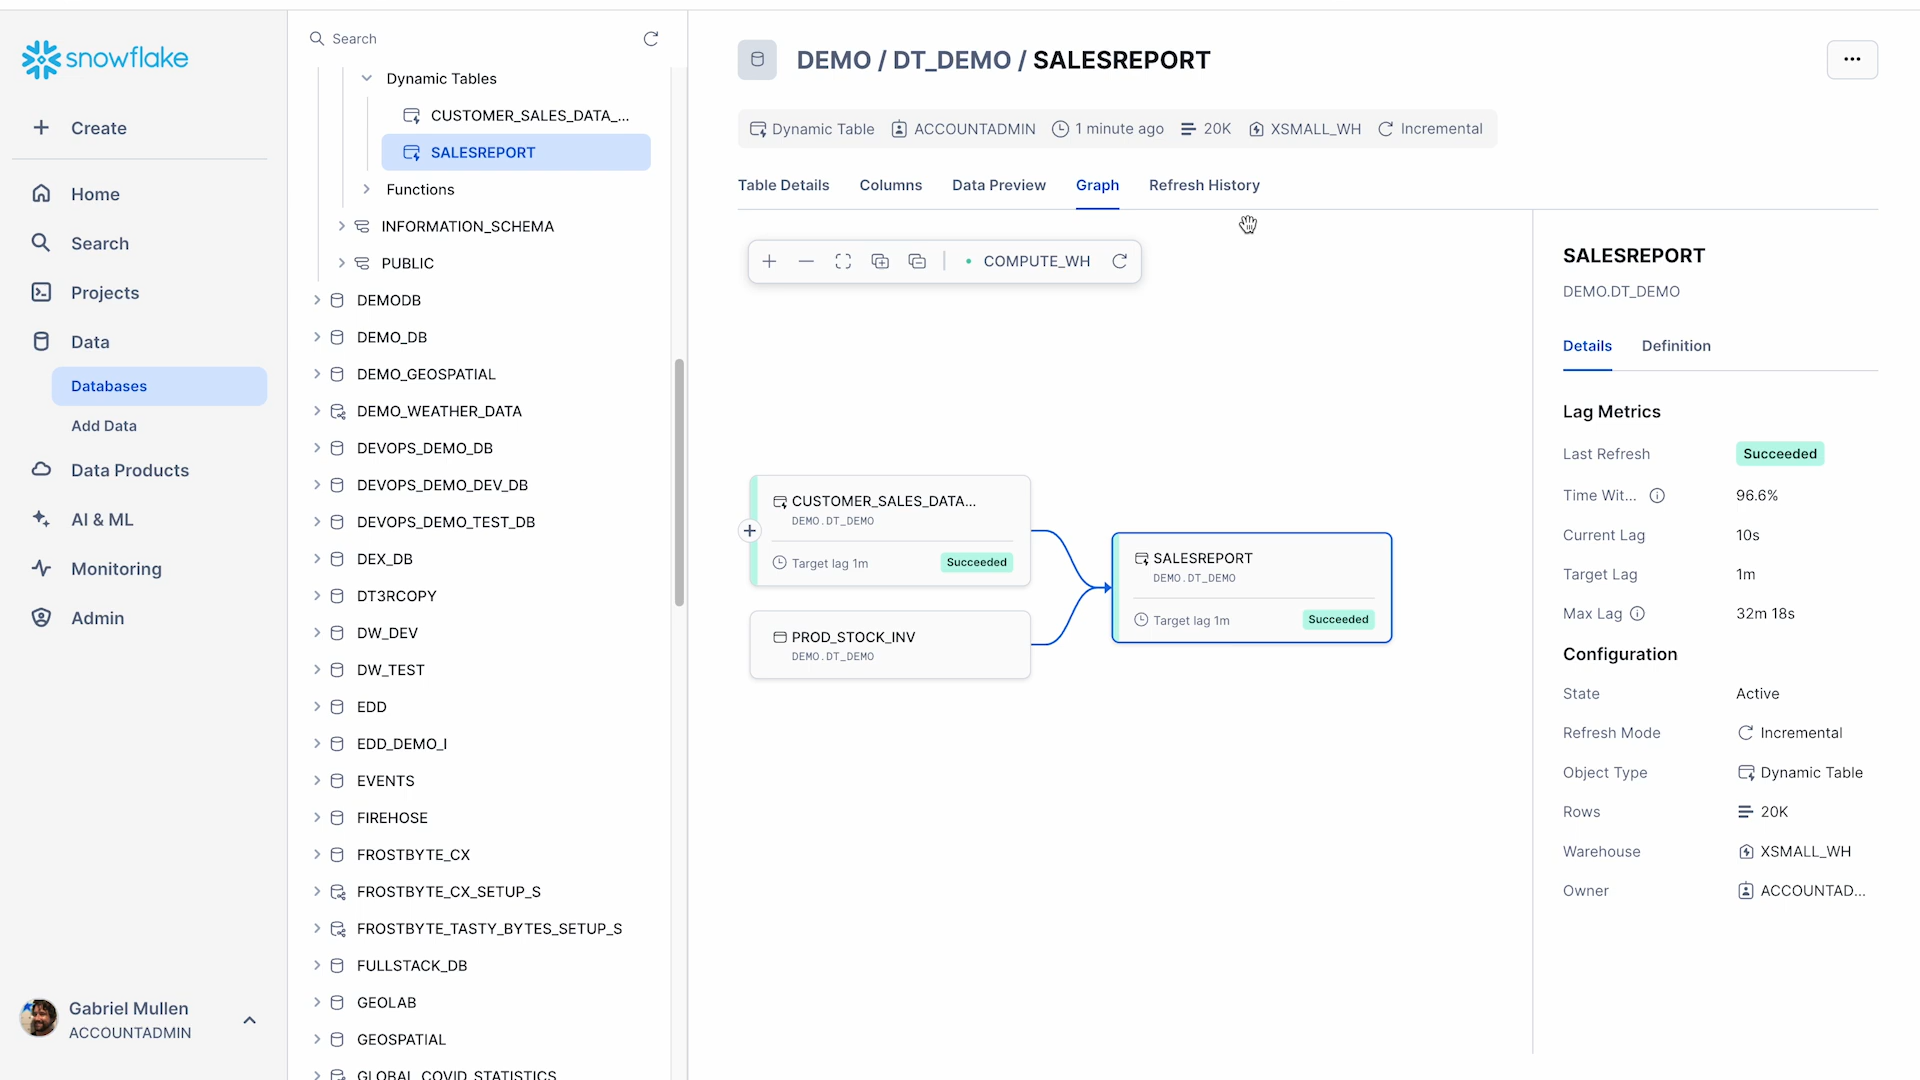 snowflake
Create
Home
Search
Projects
Data
Databases
Add Data
Data Products
AI & ML
Monitoring
Admin
Gabriel Mullen
ACCOUNTADMIN
Search
Dynamic Tables
CUSTOMER_SALES_DATA_...
SALESREPORT
Functions
INFORMATION_SCHEMA
PUBLIC
DEMODB
DEMO_DB
DEMO_GEOSPATIAL
DEMO_WEATHER_DATA
DEVOPS_DEMO_DB
DEVOPS_DEMO_DEV_DB
DEVOPS_DEMO_TEST_DB
DEX_DB
DT3RCOPY
DW_DEV
DW_TEST
EDD
EDD_DEMO_I
EVENTS
FIREHOSE
FROSTBYTE_CX
FROSTBYTE_CX_SETUP_S
FROSTBYTE_TASTY_BYTES_SETUP_S
FULLSTACK_DB
GEOLAB
GEOSPATIAL
GLOBAL_COVID_STATISTICS
DEMO / DT_DEMO / SALESREPORT
Dynamic Table ACCOUNTADMIN 1 minute ago 20K XSMALL_WH Incremental
Table Details Columns Data Preview Graph Refresh History
COMPUTE_WH
CUSTOMER_SALES_DATA...
DEMO.DT_DEMO
Target lag 1m Succeeded
PROD_STOCK_INV
DEMO.DT_DEMO
SALESREPORT
DEMO.DT_DEMO
Target lag 1m Succeeded
SALESREPORT
DEMO.DT_DEMO
Details Definition
Lag Metrics
Last Refresh Succeeded
Time Wit... 96.6%
Current Lag 10s
Target Lag 1m
Max Lag 32m 18s
Configuration
State Active
Refresh Mode Incremental
Object Type Dynamic Table
Rows 20K
Warehouse XSMALL_WH
Owner ACCOUNTAD...